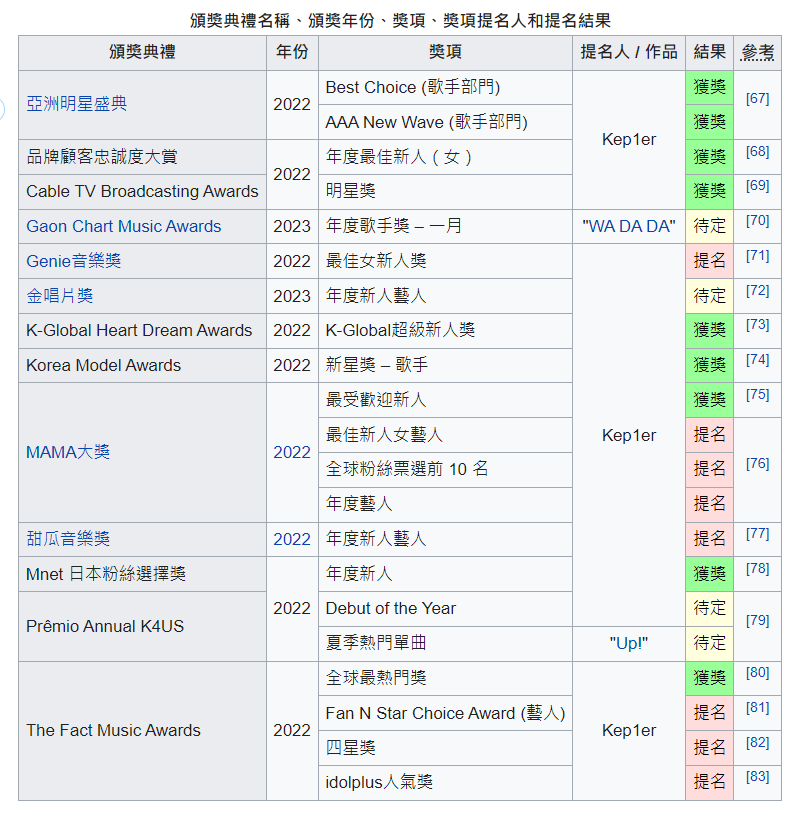 頒獎典禮名稱、頒獎年份、獎項、獎項提名人和提名結果
頒獎典禮 年份 獎項 提名人 / 作品 結果 參考
亞洲明星盛典 2022 Best Choice (歌手部門) Kep1er 獲獎 [67]
AAA New Wave (歌手部門) 獲獎
品牌顧客忠誠度大賞 2022 年度最佳新人（女） 獲獎 [68]
Cable TV Broadcasting Awards 明星獎 獲獎 [69]
Gaon Chart Music Awards 2023 年度歌手獎 – 一月 "WA DA DA" 待定 [70]
Genie音樂獎 2022 最佳女新人獎 Kep1er 提名 [71]
金唱片獎 2023 年度新人藝人 待定 [72]
K-Global Heart Dream Awards 2022 K-Global超級新人獎 獲獎 [73]
Korea Model Awards 2022 新星獎 – 歌手 獲獎 [74]
MAMA大獎 2022 最受歡迎新人 獲獎 [75]
最佳新人女藝人 提名 [76]
全球粉絲票選前 10 名 提名
年度藝人 提名
甜瓜音樂獎 2022 年度新人藝人 提名 [77]
Mnet 日本粉絲選擇獎 2022 年度新人 獲獎 [78]
Prêmio Annual K4US Debut of the Year 待定 [79]
夏季熱門單曲 "Up!" 待定
The Fact Music Awards 2022 全球最熱門獎 Kep1er 獲獎 [80]
Fan N Star Choice Award (藝人) 提名 [81]
四星獎 提名 [82]
idolplus人氣獎 提名 [83]